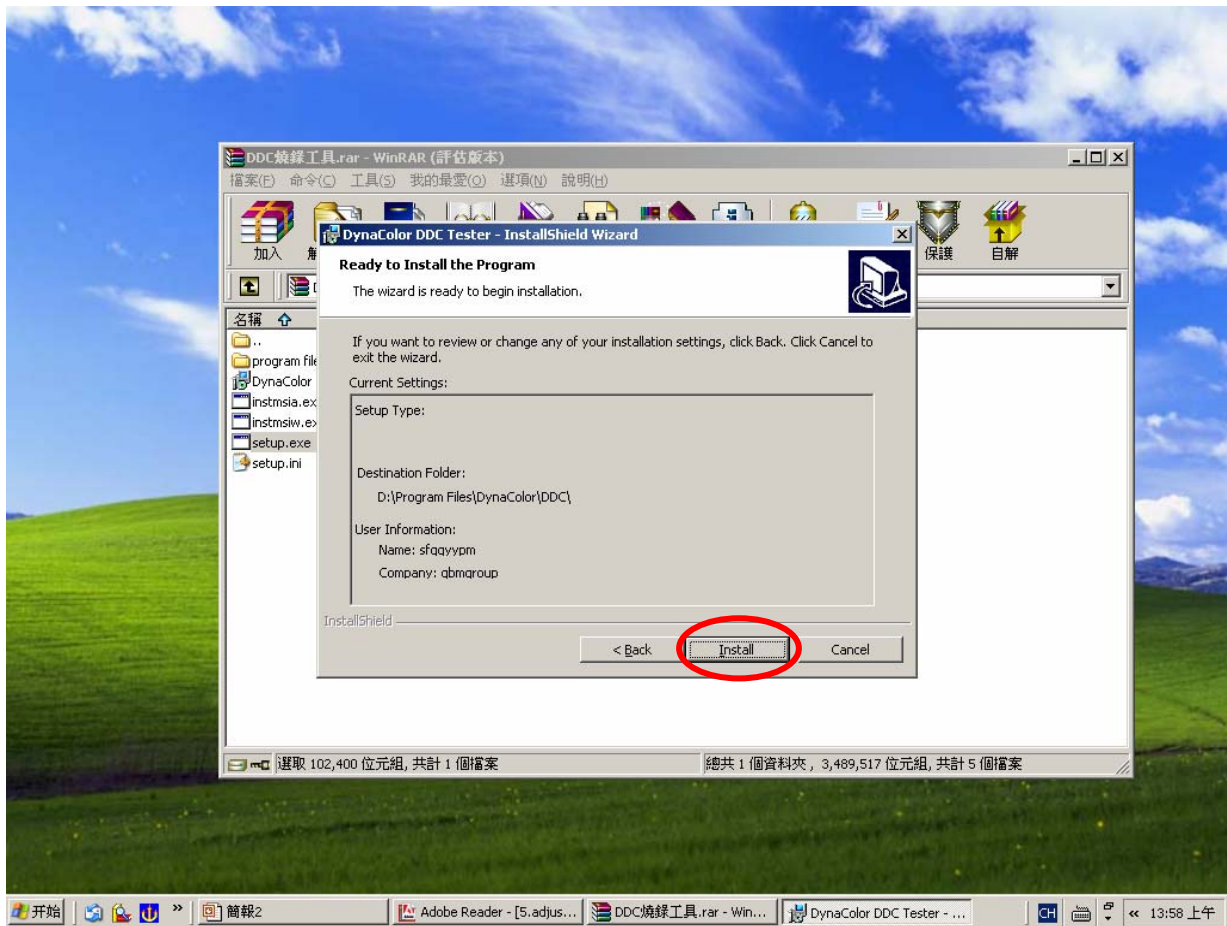 DDC燒錄工具.rar - WinRAR (評估版本)
檔案(F) 命令(C) 工具(S) 我的最愛(O) 選項(N) 說明(H)
加入
保護
自解
DynaColor DDC Tester - InstallShield Wizard
Ready to Install the Program
The wizard is ready to begin installation.
If you want to review or change any of your installation settings, click Back. Click Cancel to
exit the wizard.
Current Settings:
Setup Type:
Destination Folder:
D:\Program Files\DynaColor\DDC\
User Information:
Name: sfqqyypm
Company: qbmqroup
InstallShield
< Back
Install
Cancel
名稱
..
program file
DynaColor
instmsia.ex
instmsiw.ex
setup.exe
setup.ini
選取 102,400 位元組, 共計 1 個檔案
總共 1 個資料夾 , 3,489,517 位元組, 共計 5 個檔案
开始
»
簡報2
Adobe Reader - [5.adjus...
DDC燒錄工具.rar - Win...
DynaColor DDC Tester - ...
CH
«
13:58 上午